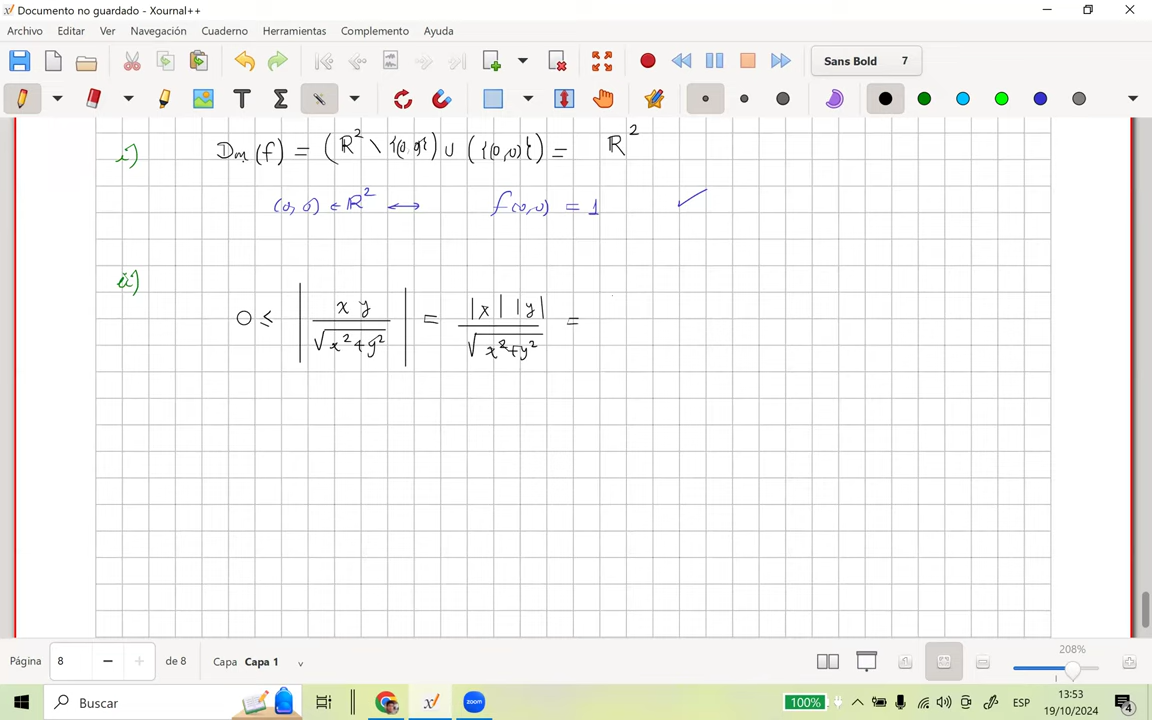 Documento no guardado - Xournal++
Archivo Editar Ver Navegación Cuaderno Herramientas Complemento Ayuda
Sans Bold 7
i) Dm(f) = (ℝ² \ {(0,0)}) ∪ ({(0,0)}) = ℝ²
(0,0) ∈ ℝ² ↔ f(0,0) = 1 ✓
ii) 0 ≤ | x y / √(x²+y²) | = |x| |y| / √(x²+y²) =
Página 8 de 8 Capa Capa 1 208%
Buscar 100% ESP 13:53
19/10/2024 4
zoom